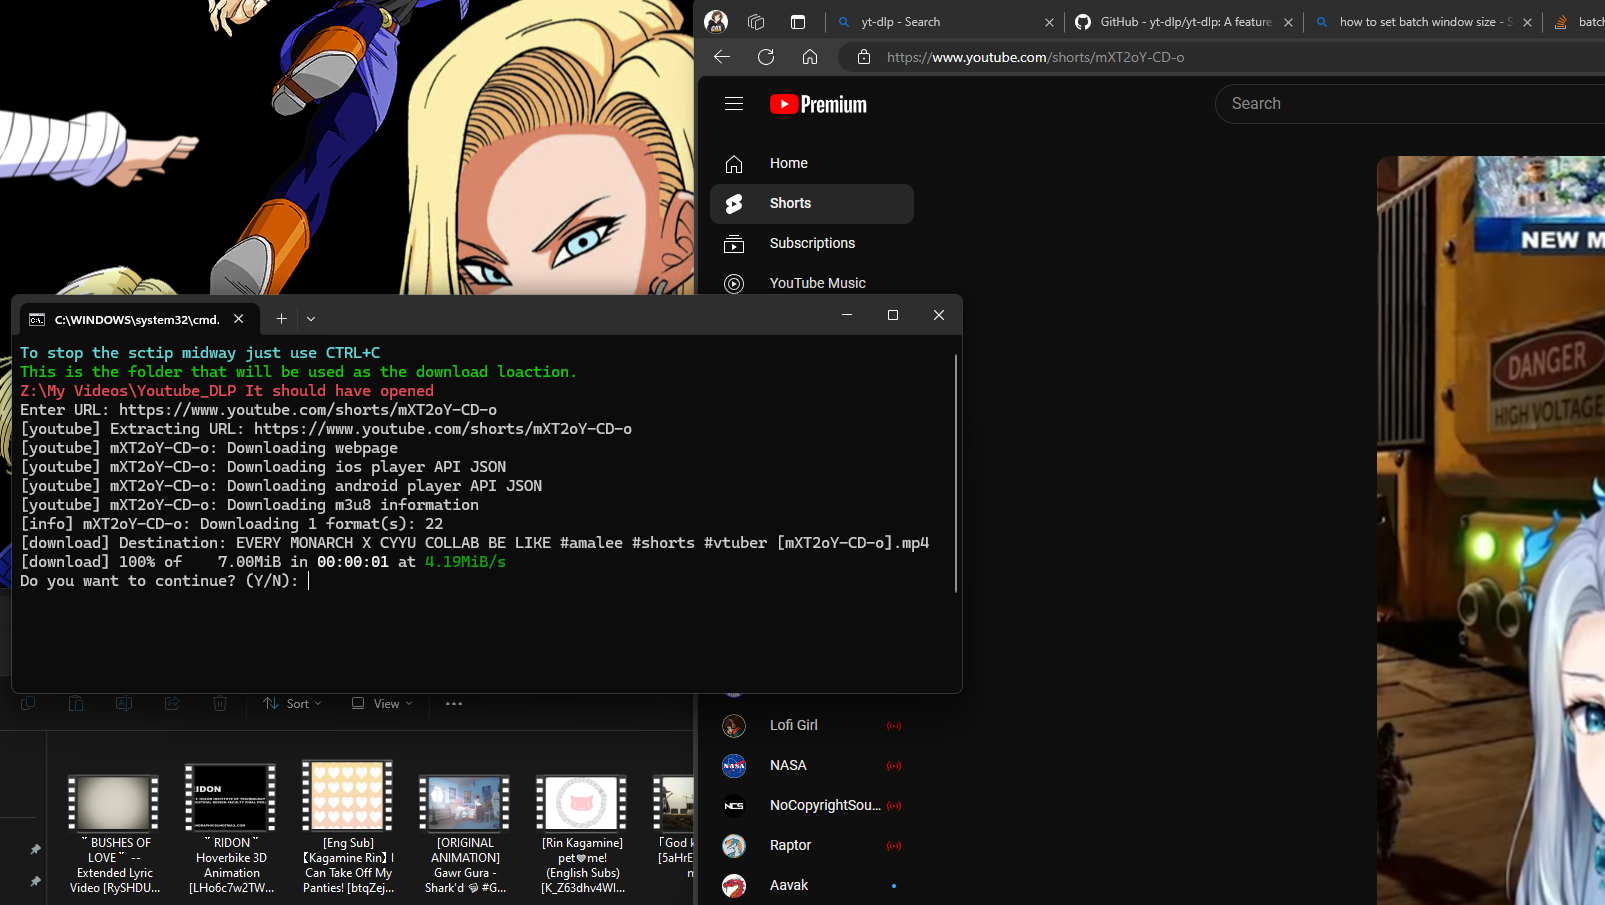 yt-dlp - Search
GitHub - yt-dlp/yt-dlp: A feature
how to set batch window size - S
batch
https://www.youtube.com/shorts/mXT2oY-CD-o
Premium
Search
Home
Shorts
Subscriptions
YouTube Music
NEW M
DANGER
HIGH VOLTAGE
C:\WINDOWS\system32\cmd.
To stop the sctip midway just use CTRL+C
This is the folder that will be used as the download loaction.
Z:\My Videos\Youtube_DLP It should have opened
Enter URL: https://www.youtube.com/shorts/mXT2oY-CD-o
[youtube] Extracting URL: https://www.youtube.com/shorts/mXT2oY-CD-o
[youtube] mXT2oY-CD-o: Downloading webpage
[youtube] mXT2oY-CD-o: Downloading ios player API JSON
[youtube] mXT2oY-CD-o: Downloading android player API JSON
[youtube] mXT2oY-CD-o: Downloading m3u8 information
[info] mXT2oY-CD-o: Downloading 1 format(s): 22
[download] Destination: EVERY MONARCH X CYYU COLLAB BE LIKE #amalee #shorts #vtuber [mXT2oY-CD-o].mp4
[download] 100% of    7.00MiB in 00:00:01 at 4.19MiB/s
Do you want to continue? (Y/N):
Sort
View
Lofi Girl
NASA
NoCopyrightSou...
Raptor
Aavak
NASA
NCS
RIDON
BUSHES OF
LOVE ̈ --
Extended Lyric
Video [RySHDU...
RIDON
Hoverbike 3D
Animation
[LHo6c7w2TW...
[Eng Sub]
【Kagamine Rin】 I
Can Take Off My
Panties! [btqZej...
[ORIGINAL
ANIMATION]
Gawr Gura -
Shark'd #G...
[Rin Kagamine]
pet💙me!
(English Subs)
[K_Z63dhv4Wl...
「God k
[5aHrE
m